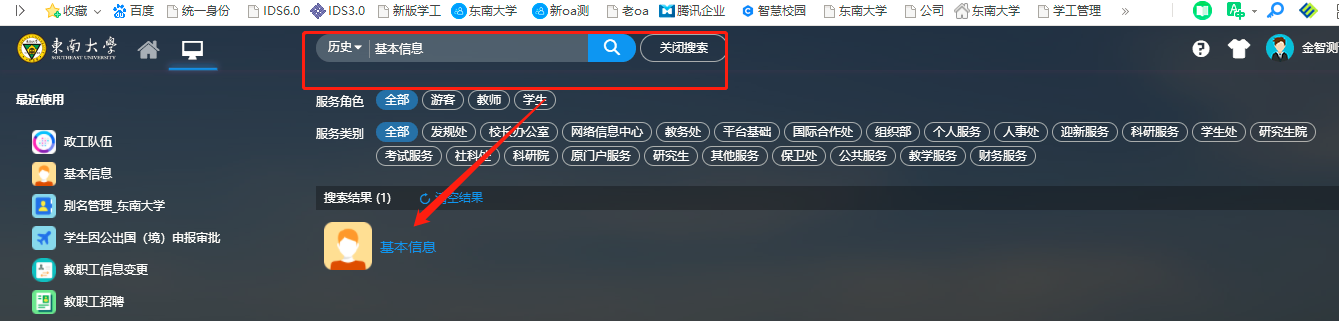 收藏 百度 统一身份 IDS6.0 IDS3.0 新版学工 东南大学 新oa测 老oa 腾讯企业 智慧校园 东南大学 公司 东南大学 学工管理
東南大學 SOUTHEAST UNIVERSITY 历史 基本信息 关闭搜索 金智测
最近使用
服务角色 全部 游客 教师 学生
服务类别 全部 发规处 校长办公室 网络信息中心 教务处 平台基础 国际合作处 组织部 个人服务 人事处 迎新服务 科研服务 学生处 研究生院
考试服务 社科处 科研院 原门户服务 研究生 其他服务 保卫处 公共服务 教学服务 财务服务
政工队伍
基本信息
别名管理_东南大学
学生因公出国（境）申报审批
教职工信息变更
教职工招聘
搜索结果 (1) 清空结果
基本信息